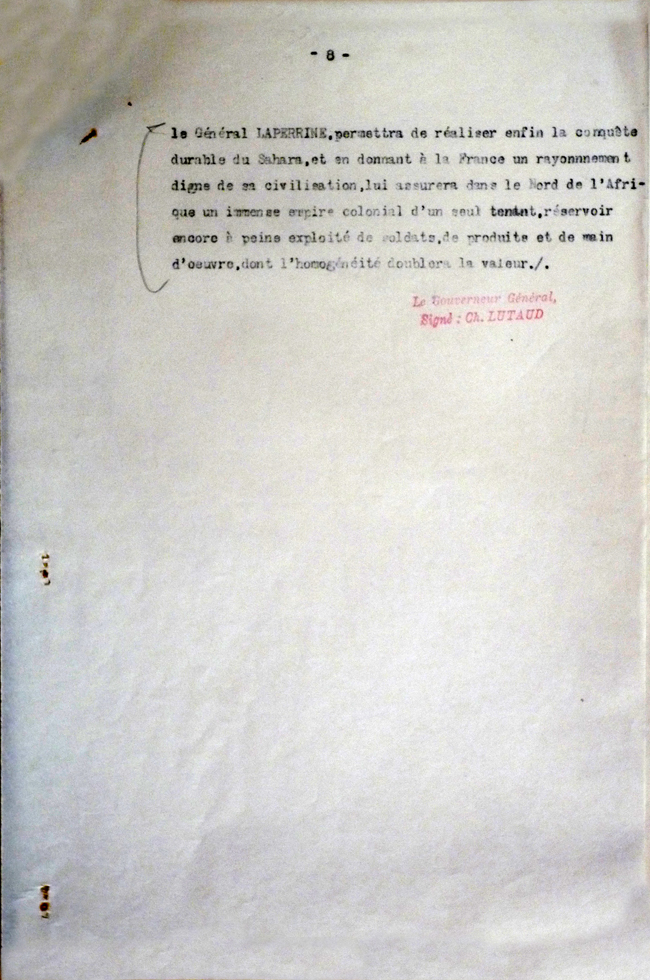 - 8 -
le Général LAPERRINE,permettra de réaliser enfin la conquête
durable du Sahara,et en donnant à la France un rayonnnement
digne de sa civilisation,lui assurera dans le Nord de l'Afri-
que un immense empire colonial d'un seul tenant,réservoir
encore à peine exploité de soldats,de produits et de main
d'oeuvre,dont l'homogénéité doublera la valeur./.
Le Gouverneur Général,
Signé : Ch. LUTAUD